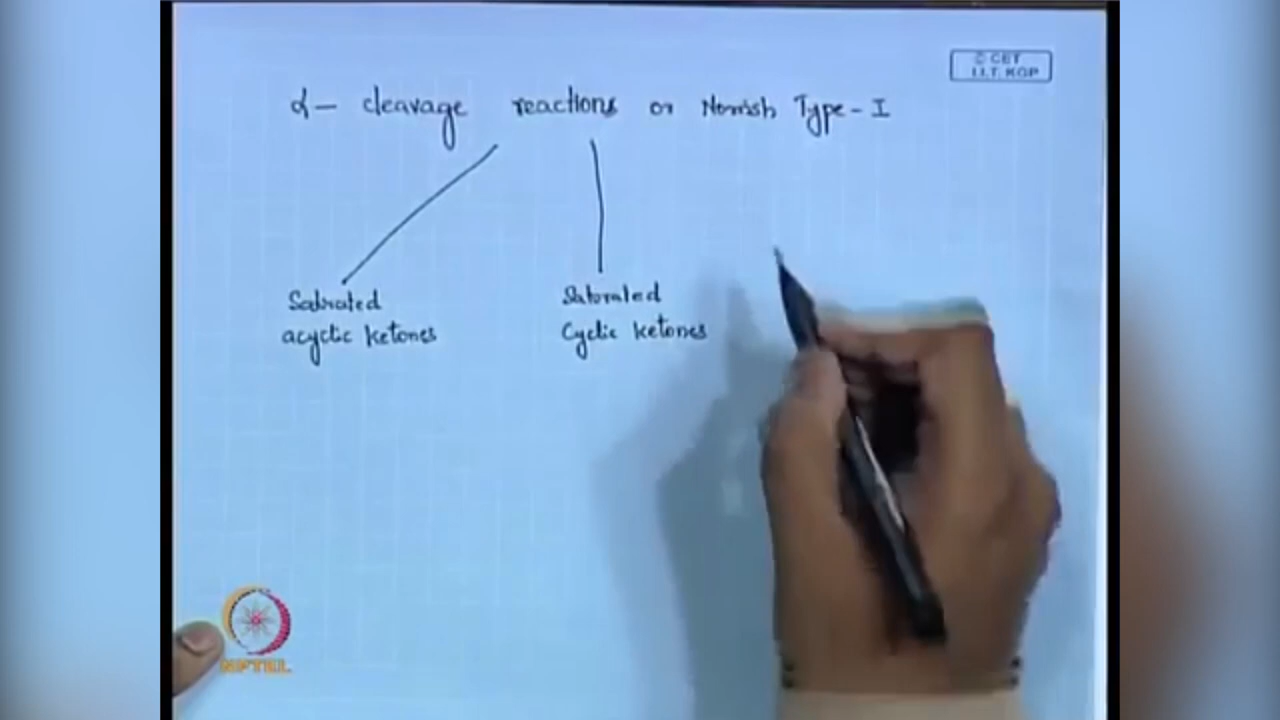 © CET
I.I.T. KGP
α- cleavage reactions or Norrish Type-I
Saturated
acyclic ketones
Saturated
Cyclic ketones
NPTEL